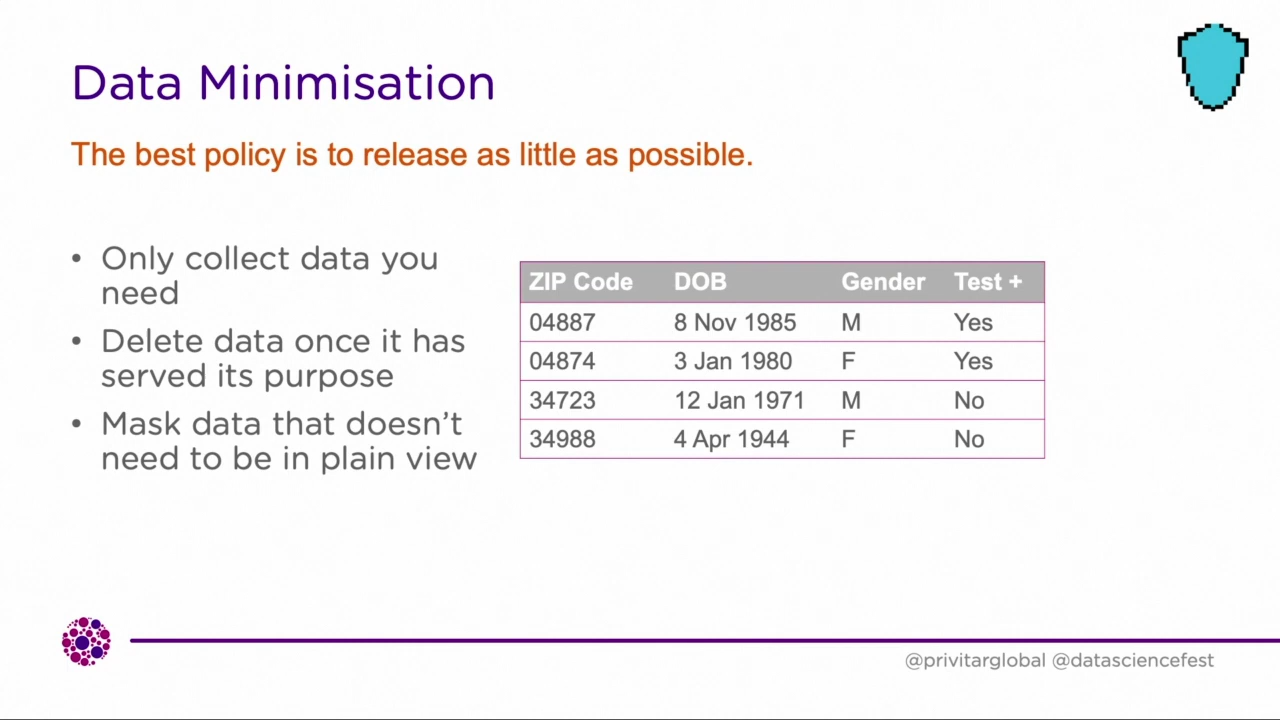 Data Minimisation
The best policy is to release as little as possible.
• Only collect data you
need
• Delete data once it has
served its purpose
• Mask data that doesn't
need to be in plain view
ZIP Code DOB Gender Test +
04887 8 Nov 1985 M Yes
04874 3 Jan 1980 F Yes
34723 12 Jan 1971 M No
34988 4 Apr 1944 F No
@privitarglobal @datasciencefest